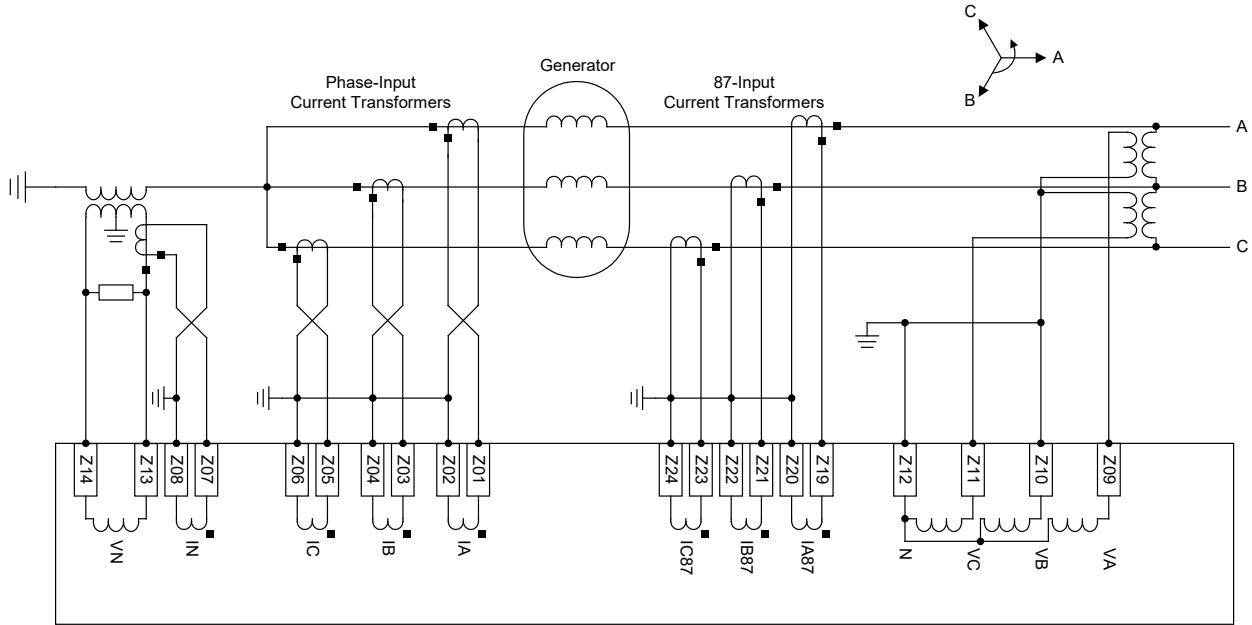 C
A
B
Generator
Phase-Input
Current Transformers
87-Input
Current Transformers
A
B
C
Z14
Z13
Z08
Z07
Z06
Z05
Z04
Z03
Z02
Z01
Z24
Z23
Z22
Z21
Z20
Z19
Z12
Z11
Z10
Z09
VN
IN
IC
IB
IA
IC87
IB87
IA87
N
VC
VB
VA